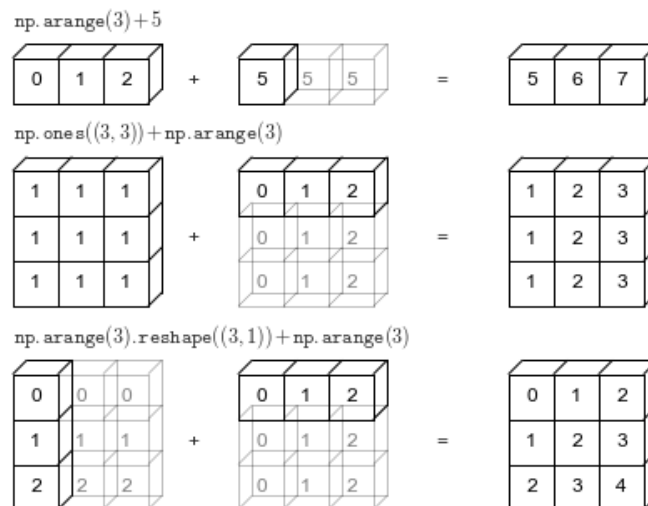 np.arange(3)+5
0 1 2 + 5 5 5 = 5 6 7
np.ones((3, 3))+np.arange(3)
1 1 1 0 1 2 1 2 3
1 1 1 + 0 1 2 = 1 2 3
1 1 1 0 1 2 1 2 3
np.arange(3).reshape((3, 1))+np.arange(3)
0 0 0 0 1 2 0 1 2
1 1 1 + 0 1 2 = 1 2 3
2 2 2 0 1 2 2 3 4